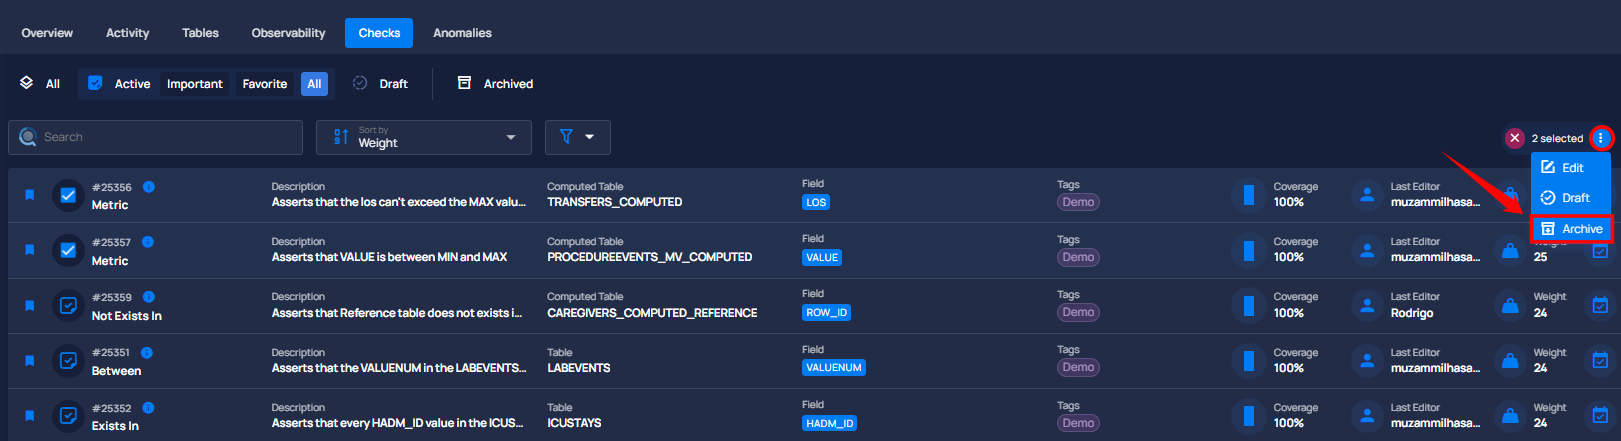 Overview Activity Tables Observability Checks Anomalies
All Active Important Favorite All Draft Archived
Search
Sort by
Weight
2 selected
Edit
Draft
Archive
#25356
Metric
Description
Asserts that the los can't exceed the MAX valu...
Computed Table
TRANSFERS_COMPUTED
Field
LOS
Tags
Demo
Coverage
100%
Last Editor
muzammilhasa...
#25357
Metric
Description
Asserts that VALUE is between MIN and MAX
Computed Table
PROCEDUREEVENTS_MV_COMPUTED
Field
VALUE
Tags
Demo
Coverage
100%
Last Editor
muzammilhasa...
Weight
25
#25359
Not Exists In
Description
Asserts that Reference table does not exists i...
Computed Table
CAREGIVERS_COMPUTED_REFERENCE
Field
ROW_ID
Tags
Demo
Coverage
100%
Last Editor
Rodrigo
Weight
24
#25351
Between
Description
Asserts that the VALUENUM in the LABEVENTS...
Table
LABEVENTS
Field
VALUENUM
Tags
Demo
Coverage
100%
Last Editor
muzammilhasa...
Weight
24
#25352
Exists In
Description
Asserts that every HADM_ID value in the ICUS...
Table
ICUSTAYS
Field
HADM_ID
Tags
Demo
Coverage
100%
Last Editor
muzammilhasa...
Weight
24